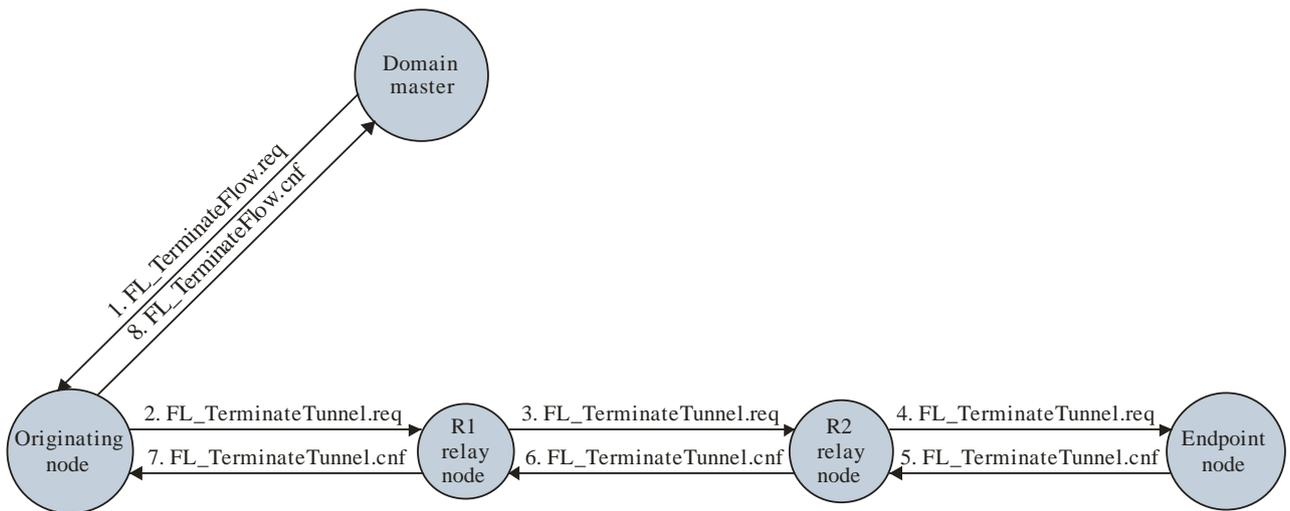 Domain
master
1. FL_TerminateFlow.req
8. FL_TerminateFlow.cnf
Originating
node
2. FL_TerminateTunnel.req
7. FL_TerminateTunnel.cnf
R1
relay
node
3. FL_TerminateTunnel.req
6. FL_TerminateTunnel.cnf
R2
relay
node
4. FL_TerminateTunnel.req
5. FL_TerminateTunnel.cnf
Endpoint
node